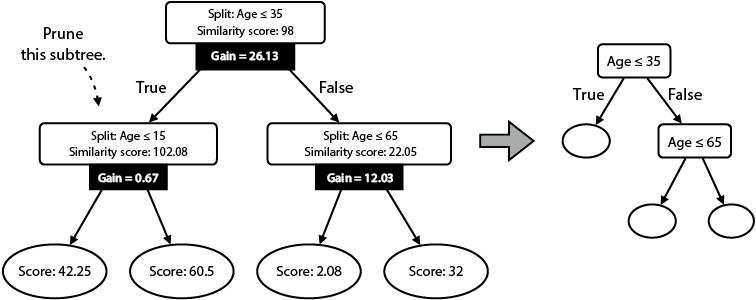 Prune
this subtree.
Split: Age ≤ 35
Similarity score: 98
Gain = 26.13
True
False
Split: Age ≤ 15
Similarity score: 102.08
Gain = 0.67
Split: Age ≤ 65
Similarity score: 22.05
Gain = 12.03
Score: 42.25
Score: 60.5
Score: 2.08
Score: 32
Age ≤ 35
True
False
Age ≤ 65